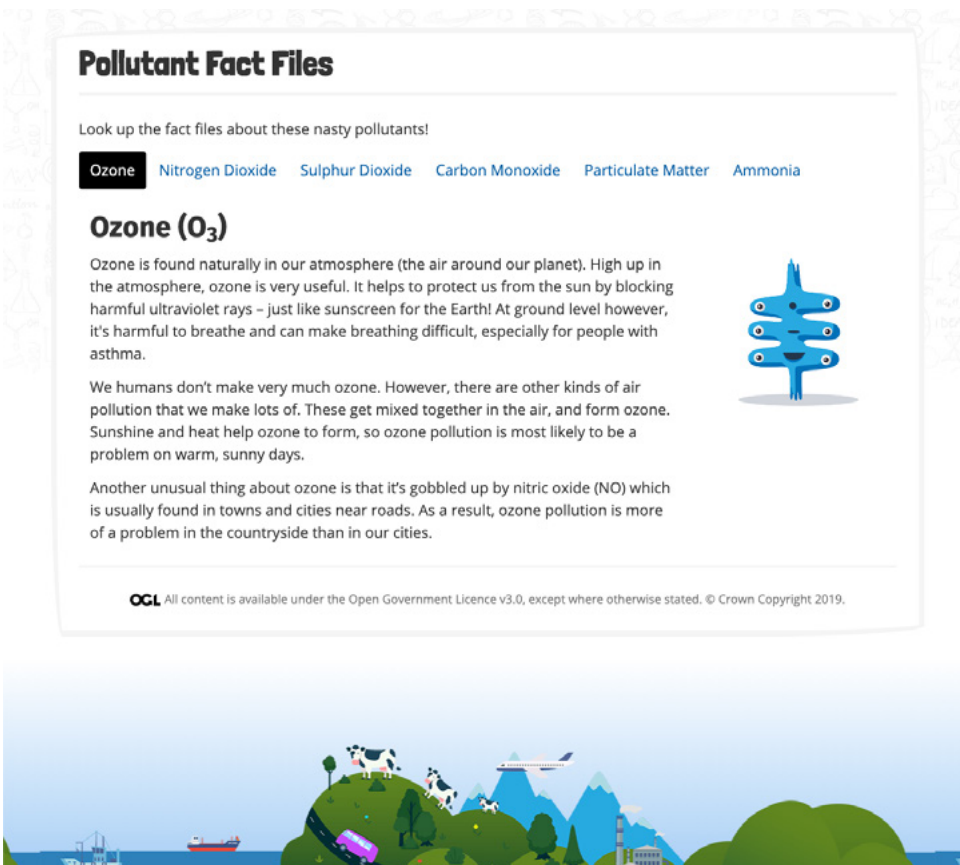 Pollutant Fact Files
Look up the fact files about these nasty pollutants!
Ozone Nitrogen Dioxide Sulphur Dioxide Carbon Monoxide Particulate Matter Ammonia
Ozone (O₃)
Ozone is found naturally in our atmosphere (the air around our planet). High up in
the atmosphere, ozone is very useful. It helps to protect us from the sun by blocking
harmful ultraviolet rays – just like sunscreen for the Earth! At ground level however,
it's harmful to breathe and can make breathing difficult, especially for people with
asthma.
We humans don’t make very much ozone. However, there are other kinds of air
pollution that we make lots of. These get mixed together in the air, and form ozone.
Sunshine and heat help ozone to form, so ozone pollution is most likely to be a
problem on warm, sunny days.
Another unusual thing about ozone is that it’s gobbled up by nitric oxide (NO) which
is usually found in towns and cities near roads. As a result, ozone pollution is more
of a problem in the countryside than in our cities.
OGL All content is available under the Open Government Licence v3.0, except where otherwise stated. © Crown Copyright 2019.